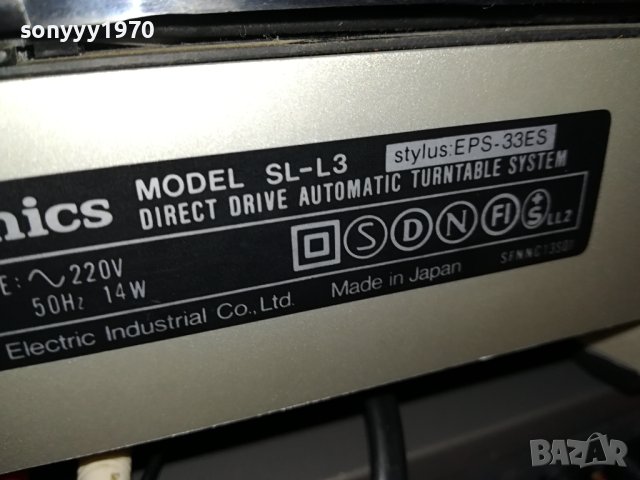 sonyyy1970
nics MODEL SL-L3 stylus:EPS-33ES
DIRECT DRIVE AUTOMATIC TURNTABLE SYSTEM
E: ∼ 220V
50Hz 14W
S D N FI +S LL2
SFNNC13S01
Electric Industrial Co., Ltd. Made in Japan
BAZAR